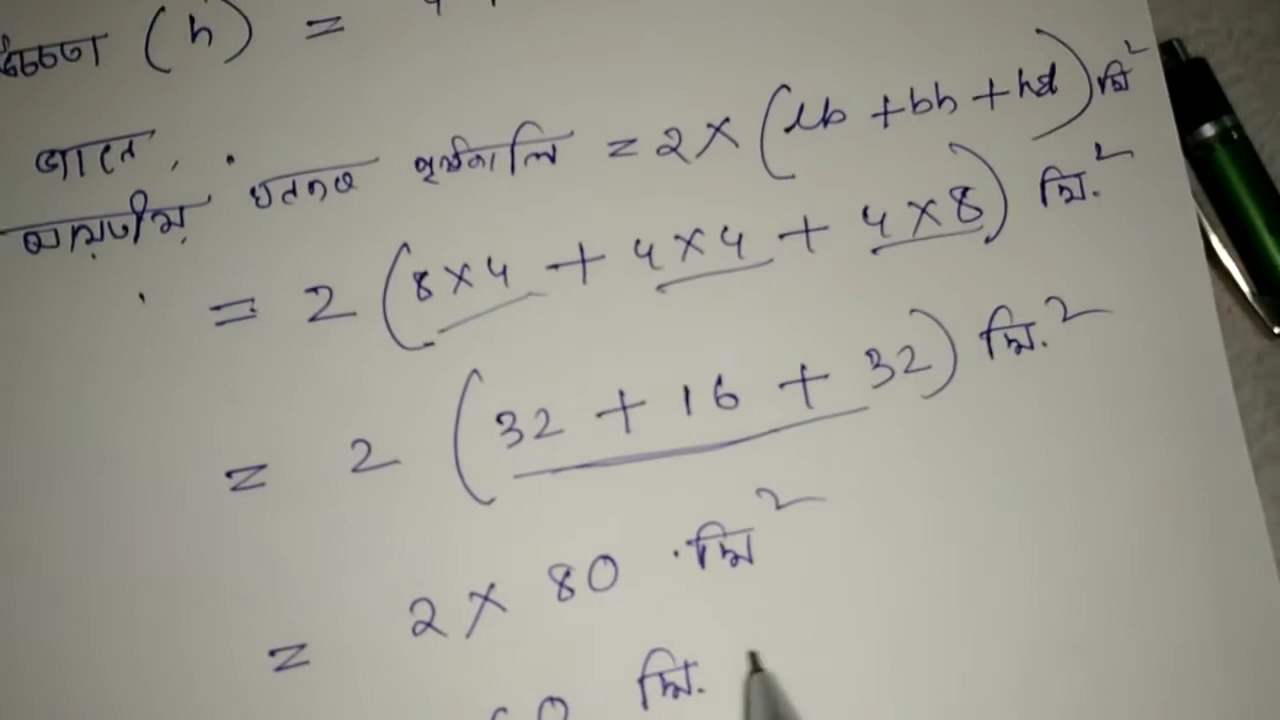 উচ্চতা (h) =
আয়তীয় ঘনকৰ পৃষ্ঠকালি = 2 × (lb + bh + hl) মি²
= 2 (8×4 + 4×4 + 4×8) মি.²
= 2 (32 + 16 + 32) মি.²
= 2 × 80 মি²
মি.